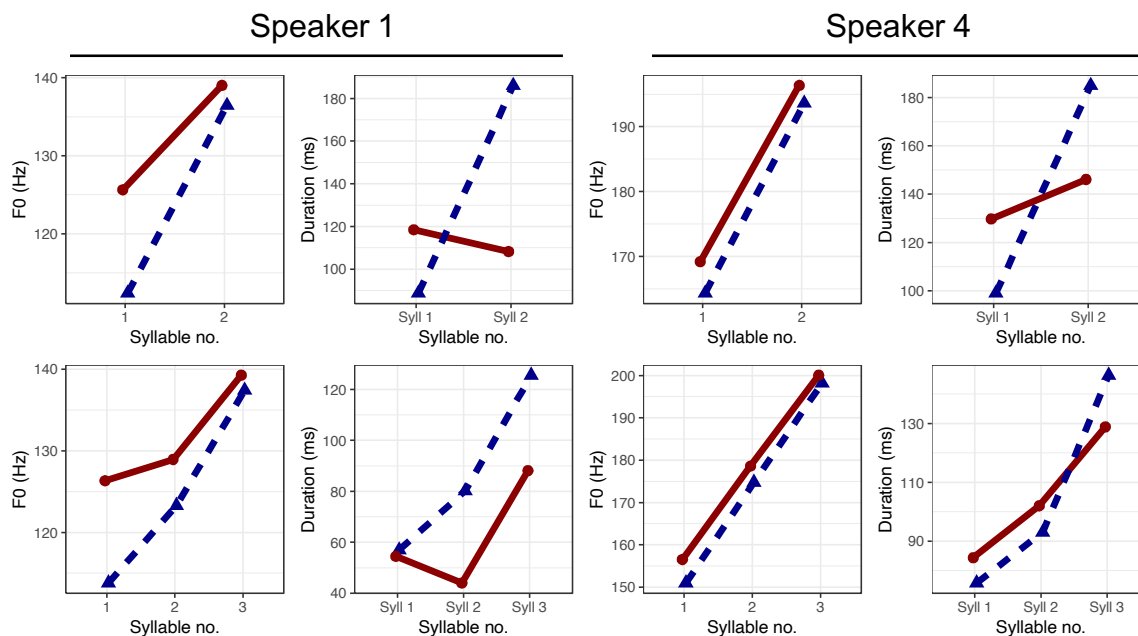 Speaker 1
Speaker 4
F0 (Hz)
140
130
120
1
2
Syllable no.
Duration (ms)
180
160
140
120
100
Syll 1
Syll 2
Syllable no.
F0 (Hz)
190
180
170
1
2
Syllable no.
Duration (ms)
180
160
140
120
100
Syll 1
Syll 2
Syllable no.
F0 (Hz)
140
130
120
1
2
3
Syllable no.
Duration (ms)
120
100
80
60
40
Syll 1
Syll 2
Syll 3
Syllable no.
F0 (Hz)
200
190
180
170
160
150
1
2
3
Syllable no.
Duration (ms)
130
110
90
Syll 1
Syll 2
Syll 3
Syllable no.